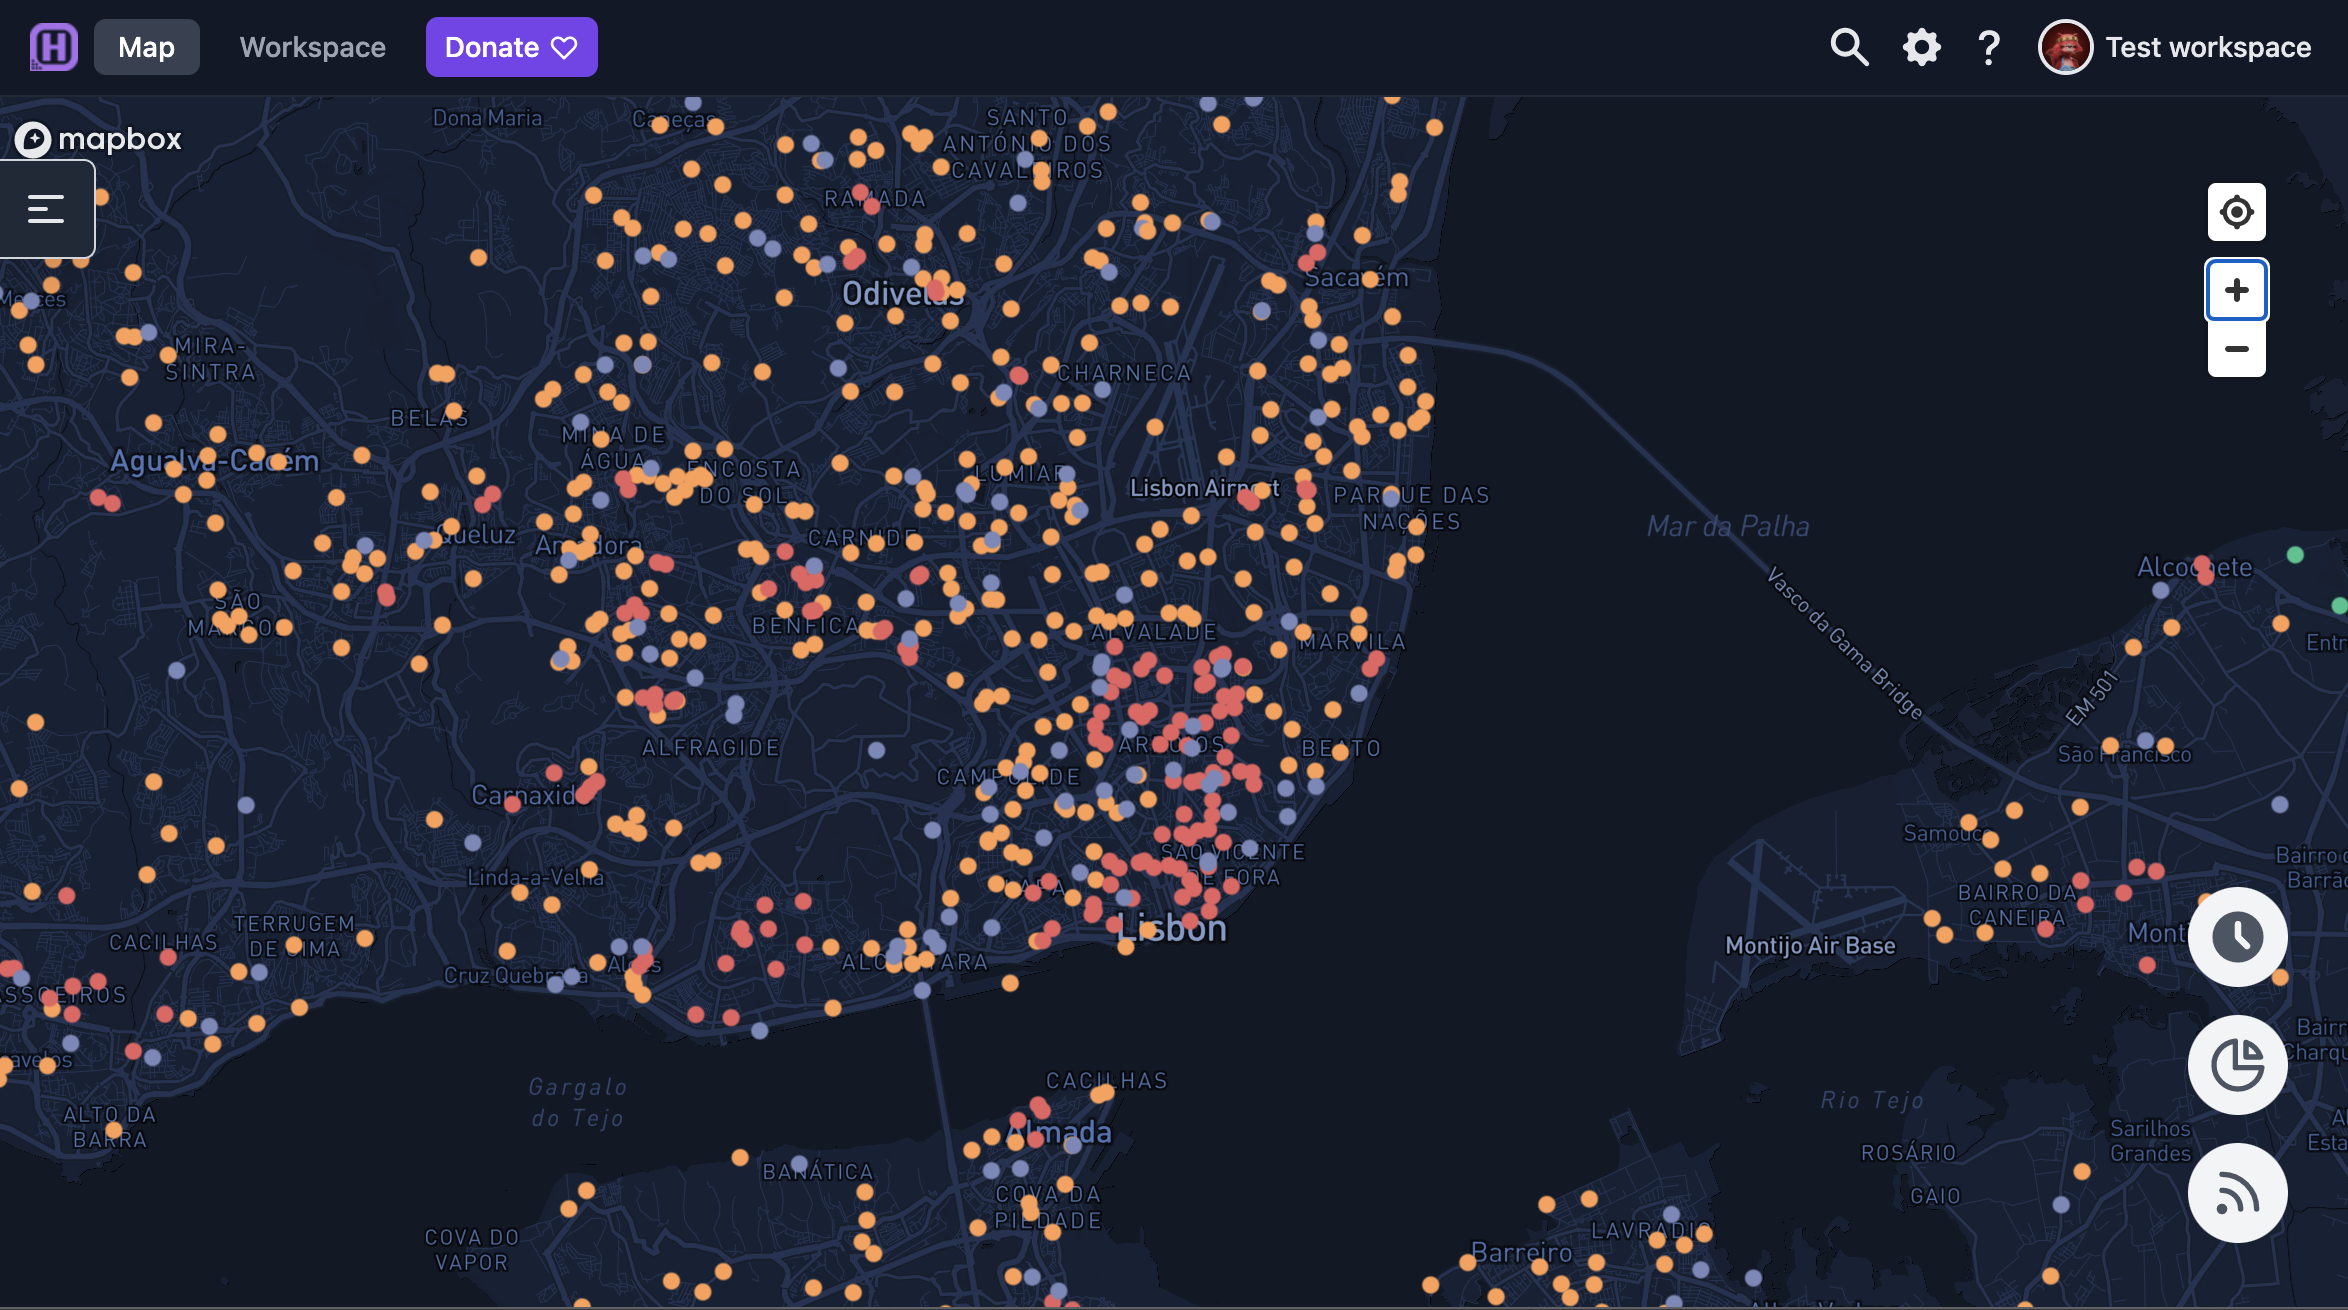 H
Map
Workspace
Donate
Test workspace
mapbox
Dona Maria
Caneças
SANTO
ANTÓNIO DOS
CAVALEIROS
RAMADA
Odivelas
Sacavém
MIRA-
SINTRA
CHARNECA
BELAS
MINA DE
ÁGUA
Agualva-Cacém
ENCOSTA
DO SOL
LUMIAR
Lisbon Airport
PARQUE DAS
NAÇÕES
Mar da Palha
Queluz
Amadora
CARNIDE
Alcochete
Vasco da Gama Bridge
SÃO
BENFICA
ALVALADE
MARVILA
Entr
EM 501
ALFRAGIDE
BEATO
São Francisco
CAMPOLIDE
Carnaxid
Samouc
SÃO VICENTE
DE FORA
Linda-a-Velha
BAIRRO DA
CANEIRA
TERRUGEM
DE CIMA
CACILHAS
Lisbon
Montijo Air Base
ALCÂNTARA
Cruz Quebrada
Algés
Gargalo
do Tejo
CACILHAS
Rio Tejo
ALTO DA
BARRA
Almada
Sarilhos
Grandes
ROSÁRIO
BANÁTICA
COVA DA
PIEDADE
GAIO
COVA DO
VAPOR
LAVRADIO
Barreiro